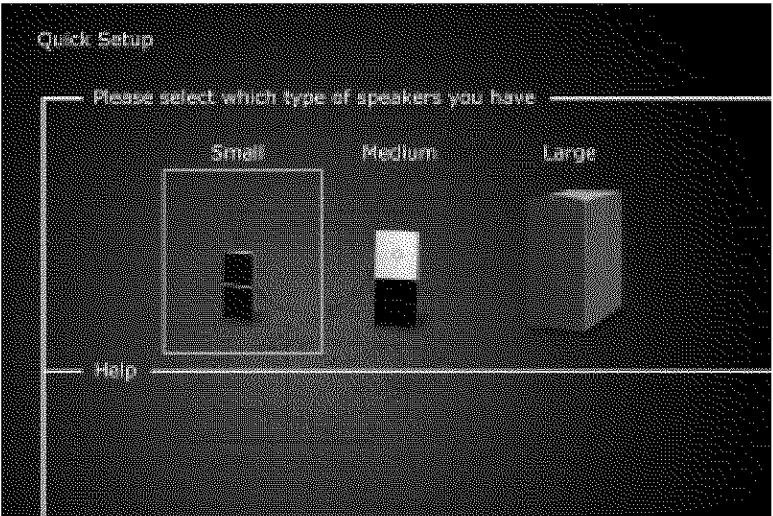 Quick Setup
Please select which type of speakers you have
Small Medium Large
Help